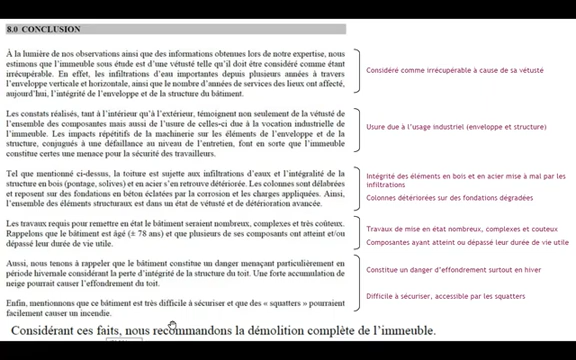 8.0 CONCLUSION
À la lumière de nos observations ainsi que des informations obtenues lors de notre expertise, nous
estimons que l'immeuble sous étude est d'une vétusté telle qu'il doit être considéré comme étant
irrécupérable. En effet, les infiltrations d'eau importantes depuis plusieurs années à travers
l'enveloppe verticale et horizontale, ainsi que le nombre d'années de services des lieux ont affecté,
aujourd'hui, l'intégrité de l'enveloppe et de la structure du bâtiment.
Considéré comme irrécupérable à cause de sa vétusté
Les constats réalisés, tant à l'intérieur qu'à l'extérieur, témoignent non seulement de la vétusté de
l'ensemble des composantes mais aussi de l'usure de celles-ci due à la vocation industrielle de
l'immeuble. Les impacts répétitifs de la machinerie sur les éléments de l'enveloppe et de la
structure, conjugués à une défaillance au niveau de l'entretien, font en sorte que l'immeuble
constitue certes une menace pour la sécurité des travailleurs.
Usure due à l'usage industriel (enveloppe et structure)
Tel que mentionné ci-dessus, la toiture est sujette aux infiltrations d'eaux et l'intégralité de la
structure en bois (pontage, solives) et en acier s'en retrouve détériorée. Les colonnes sont délabrées
et reposent sur des fondations en béton éclatées par la corrosion et les charges appliquées. Ainsi,
l'ensemble des éléments structuraux est dans un état de vétusté et de détérioration avancée.
Intégrité des éléments en bois et en acier mise à mal par les
infiltrations
Colonnes détériorées sur des fondations dégradées
Les travaux requis pour remettre en état le bâtiment seraient nombreux, complexes et très coûteux.
Rappelons que le bâtiment est âgé (± 78 ans) et que plusieurs de ses composantes ont atteint et/ou
dépassé leur durée de vie utile.
Travaux de mise en état nombreux, complexes et couteux
Composantes ayant atteint ou dépassé leur durée de vie utile
Aussi, nous tenons à rappeler que le bâtiment constitue un danger menaçant particulièrement en
période hivernale considérant la perte d'intégrité de la structure du toit. Une forte accumulation de
neige pourrait causer l'effondrement du toit.
Constitue un danger d'effondrement surtout en hiver
Enfin, mentionnons que ce bâtiment est très difficile à sécuriser et que des « squatters » pourraient
facilement causer un incendie.
Difficile à sécuriser, accessible par les squatters
Considérant ces faits, nous recommandons la démolition complète de l'immeuble.